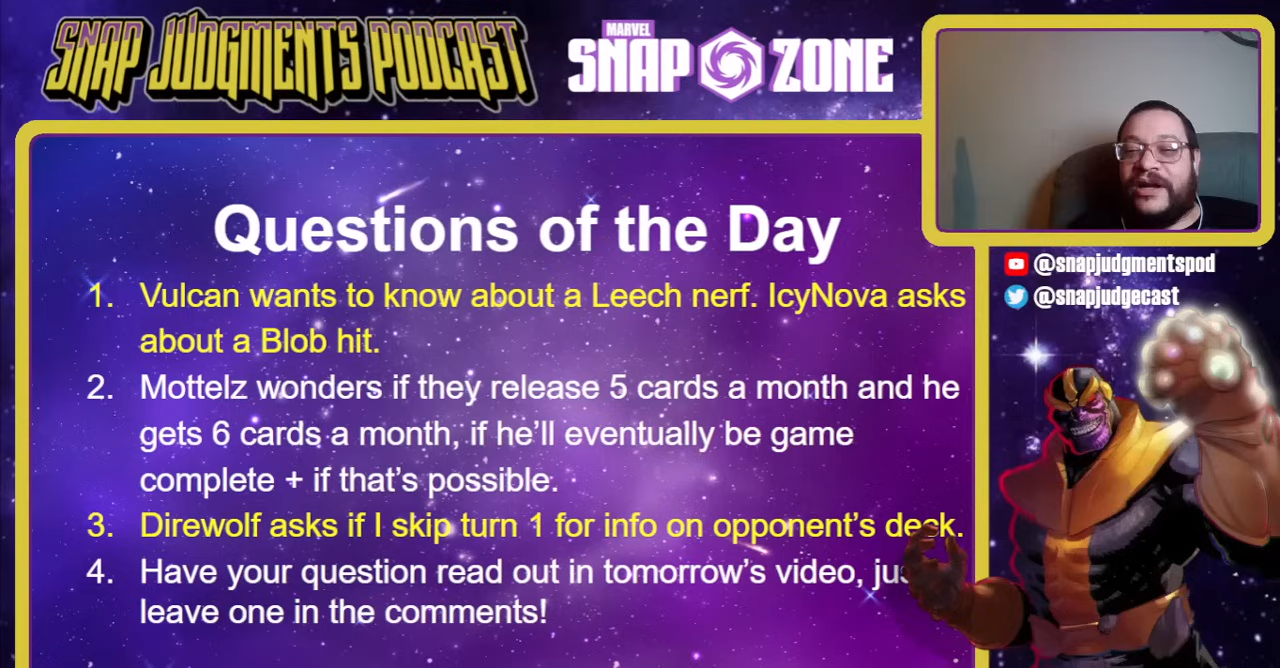 SNAP JUDGMENTS PODCAST
MARVEL
SNAP ZONE
Questions of the Day
1. Vulcan wants to know about a Leech nerf. IcyNova asks
about a Blob hit.
2. Mottelz wonders if they release 5 cards a month and he
gets 6 cards a month, if he'll eventually be game
complete + if that's possible.
3. Direwolf asks if I skip turn 1 for info on opponent's deck.
4. Have your question read out in tomorrow's video,
leave one in the comments!
@snapjudgmentspod
@snapjudgecast